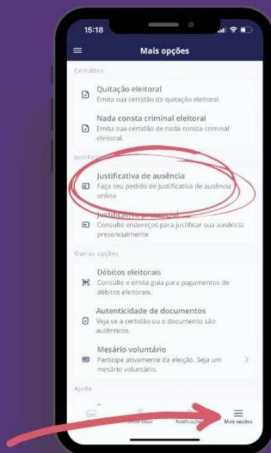 15:18
Mais opções
Certidões
Quitação eleitoral
Emita sua certidão de quitação eleitoral.
Nada consta criminal eleitoral
Emita sua certidão de nada consta criminal
eleitoral.
Justificativa de ausência
Faça seu pedido de justificativa de ausência
online
Consulte endereços para justificar sua ausência
presencialmente
Outras opções
Débitos eleitorais
Consulte e emita guia para pagamentos de
débitos eleitorais.
Autenticidade de documentos
Veja se a certidão ou o documento são
autênticos.
Mesário voluntário
Participe ativamente da eleição. Seja um
mesário voluntário.
Ajuda
Mais opções